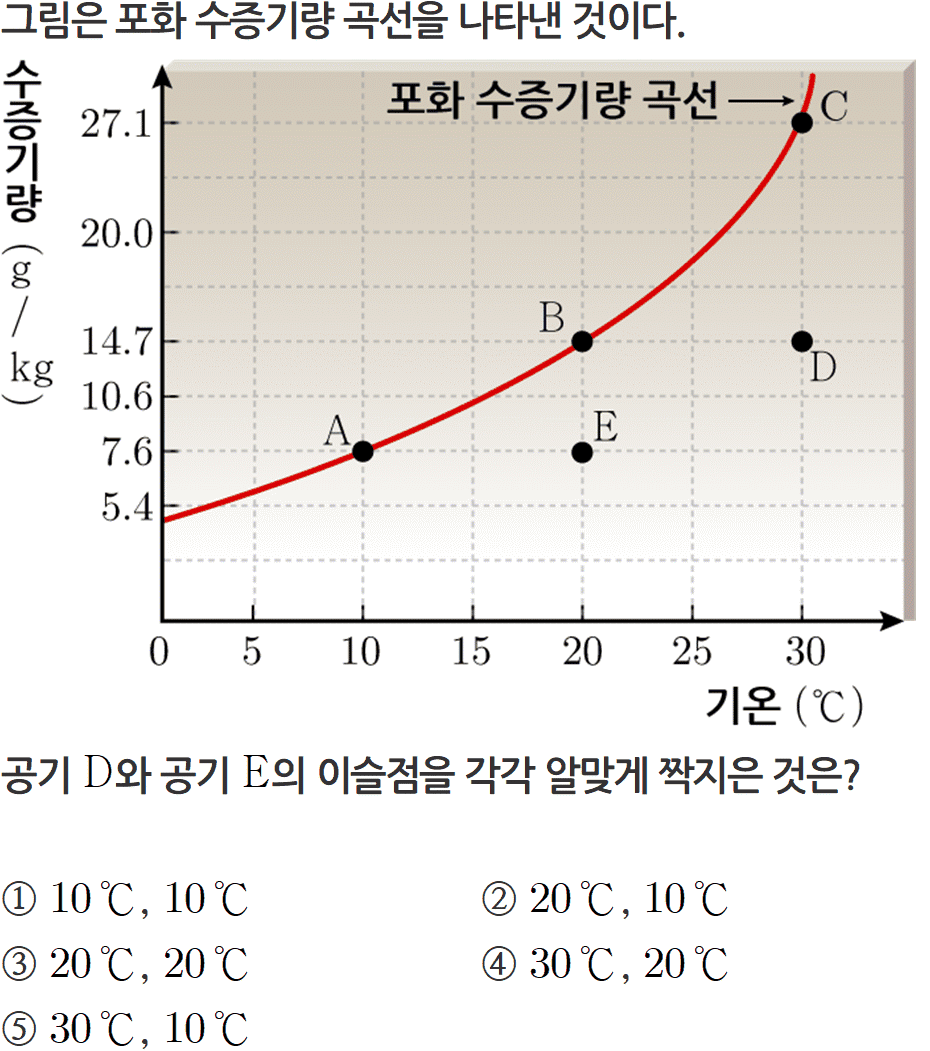 그림은 포화 수증기량 곡선을 나타낸 것이다.
수증기량 (g/kg)
포화 수증기량 곡선
C
27.1
20.0
B
14.7
D
10.6
A
E
7.6
5.4
0 5 10 15 20 25 30
기온 (℃)
공기 D와 공기 E의 이슬점을 각각 알맞게 짝지은 것은?
① 10℃, 10℃ ② 20℃, 10℃
③ 20℃, 20℃ ④ 30℃, 20℃
⑤ 30℃, 10℃